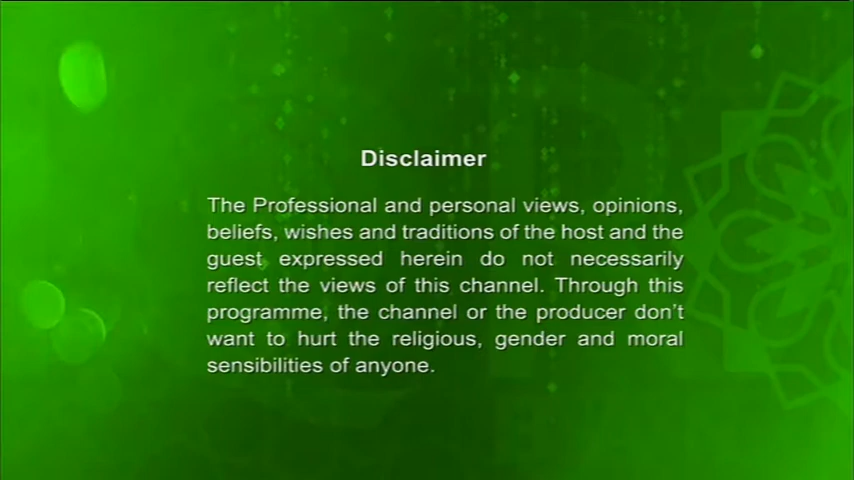 Disclaimer
The Professional and personal views, opinions,
beliefs, wishes and traditions of the host and the
guest expressed herein do not necessarily
reflect the views of this channel. Through this
programme, the channel or the producer don't
want to hurt the religious, gender and moral
sensibilities of anyone.